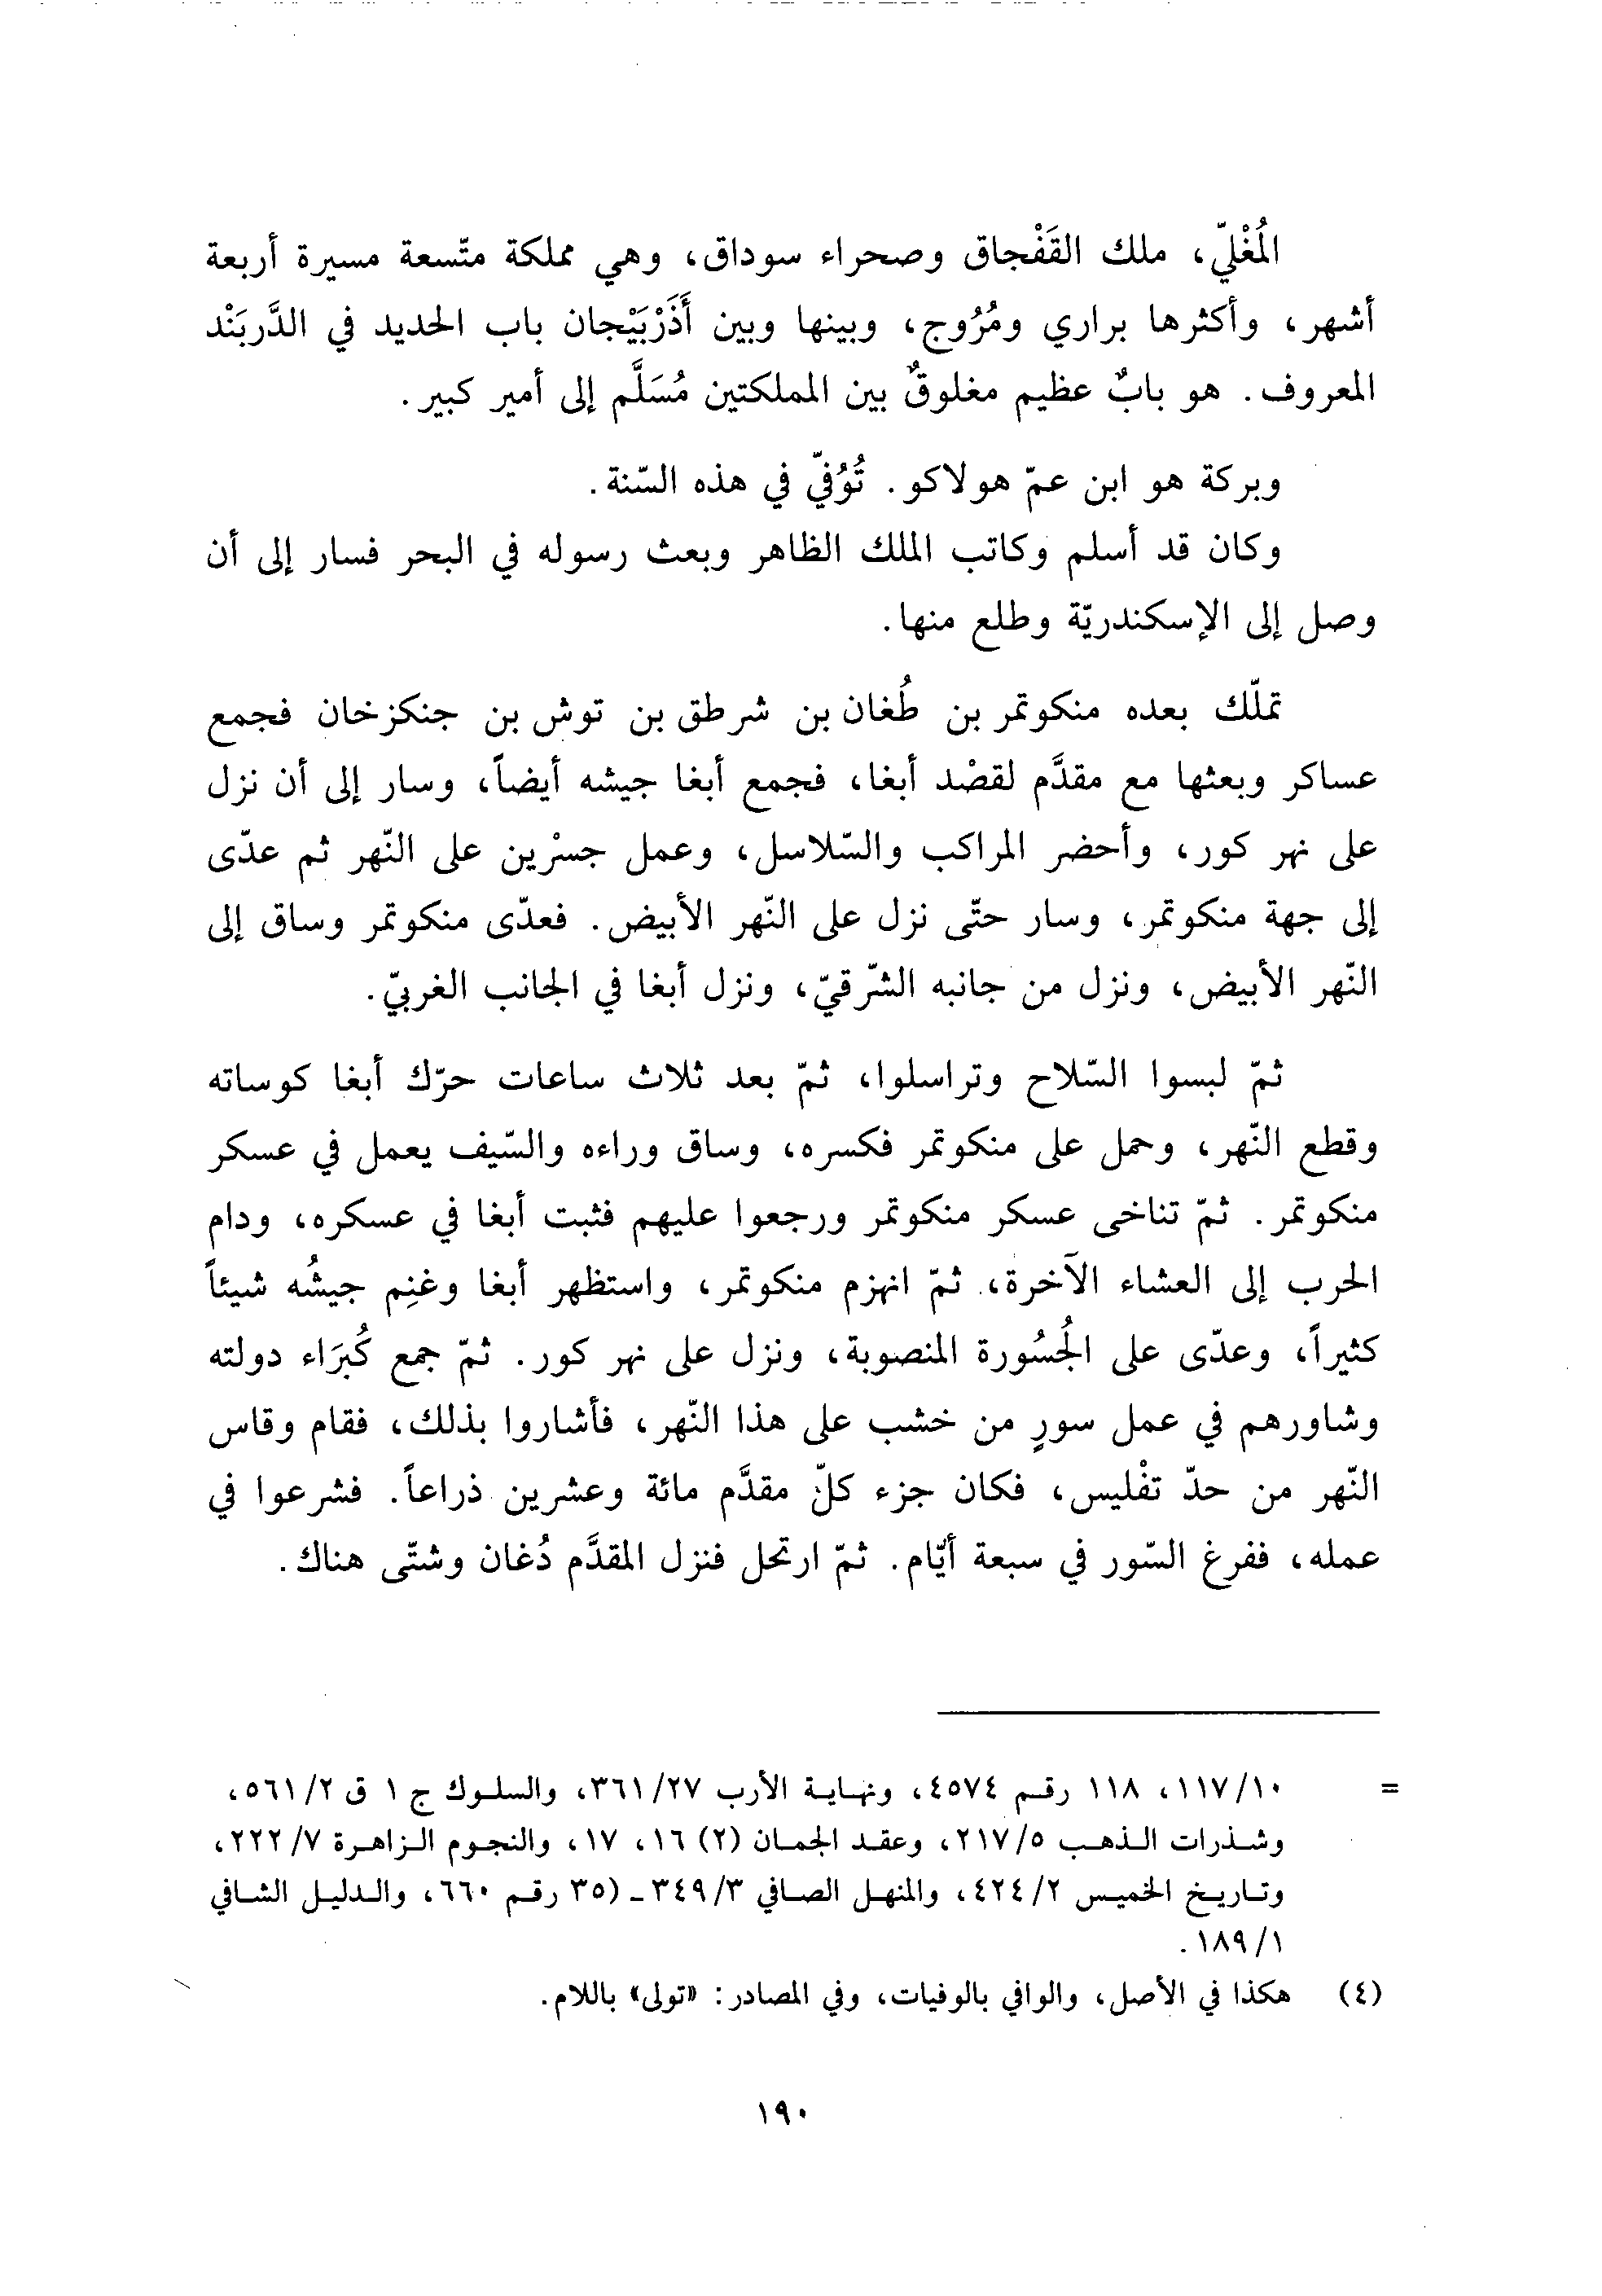 المُغْليّ، ملك القَفْجاق وصحراء سوداق، وهي مملكة متّسعة مسيرة أربعة
أشهر، وأكثرها براري ومُرُوج، وبينها وبين أَذَرْبَيْجان باب الحديد في الدَّربَنْد
المعروف. هو بابٌ عظيم مغلوقٌ بين المملكتين مُسَلَّم إلى أمير كبير.
وبركة هو ابن عمّ هولاكو. تُوُفيّ في هذه السّنة.
وكان قد أسلم وكاتب الملك الظاهر وبعث رسوله في البحر فسار إلى أن
وصل إلى الإسكندريّة وطلع منها.
تملّك بعده منكوتمر بن طُغان بن شرطق بن توش بن جنكزخان فجمع
عساكر وبعثها مع مقدَّم لقصْد أبغا، فجمع أبغا جيشه أيضاً، وسار إلى أن نزل
على نهر كور، وأحضر المراكب والسّلاسل، وعمل جسْرين على النّهر ثم عدّى
إلى جهة منكوتمر، وسار حتّى نزل على النّهر الأبيض. فعدّى منكوتمر وساق إلى
النّهر الأبيض، ونزل من جانبه الشّرقيّ، ونزل أبغا في الجانب الغربيّ.
ثمّ لبسوا السّلاح وتراسلوا، ثمّ بعد ثلاث ساعات حرّك أبغا كوساته
وقطع النّهر، وحمل على منكوتمر فكسره، وساق وراءه والسّيف يعمل في عسكر
منكوتمر. ثمّ تناخى عسكر منكوتمر ورجعوا عليهم فثبت أبغا في عسكره، ودام
الحرب إلى العشاء الآخرة، ثمّ انهزم منكوتمر، واستظهر أبغا وغنِم جيشُه شيئاً
كثيراً، وعدّى على الجُسُورة المنصوبة، ونزل على نهر كور. ثمّ جمع كُبَراء دولته
وشاورهم في عمل سورٍ من خشب على هذا النّهر، فأشاروا بذلك، فقام وقاس
النّهر من حدّ تفْليس، فكان جزء كلّ مقدَّم مائة وعشرين ذراعاً. فشرعوا في
عمله، ففرغ السّور في سبعة أيّام. ثمّ ارتحل فنزل المقدَّم دُغان وشتّى هناك.
= ١١٧/١٠، ١١٨ رقم ٤٥٧٤، ونهاية الأرب ٣٦١/٢٧، والسلوك ج ١ ق ٥٦١/٢،
وشذرات الذهب ٢١٧/٥، وعقد الجمان (٢) ١٦، ١٧، والنجوم الزاهرة ٢٢٢/٧،
وتاريخ الخميس ٤٢٤/٢، والمنهل الصافي ٣٤٩/٣ - (٣٥ رقم ٦٦٠، والدليل الشافي
١٨٩/١.
(٤) هكذا في الأصل، والوافي بالوفيات، وفي المصادر: «تولى» باللام.
١٩٠